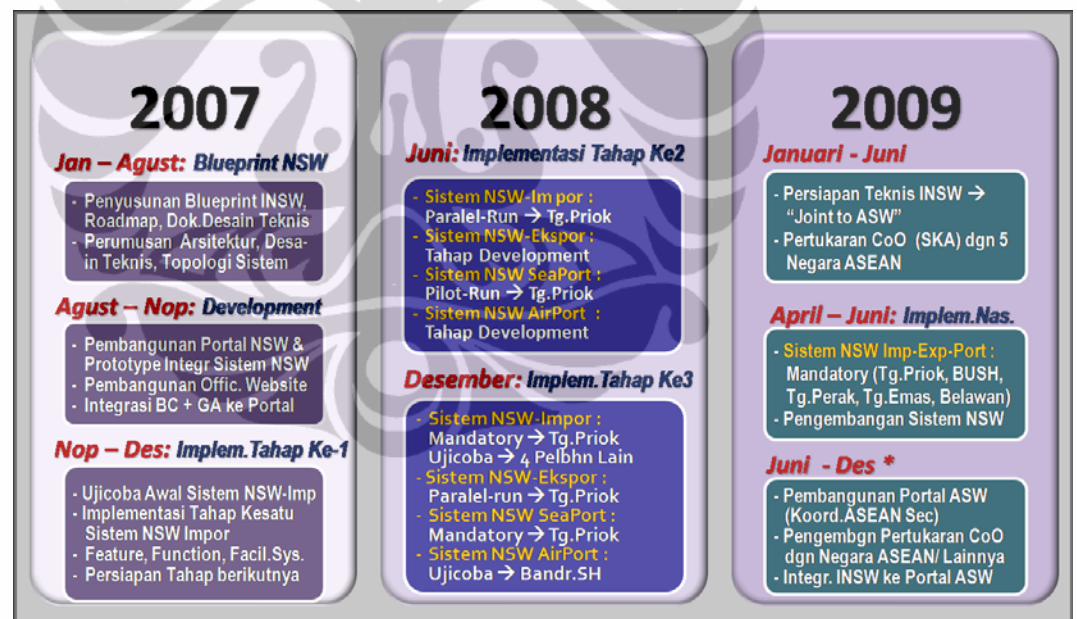 2007
Jan – Agust: Blueprint NSW
- Penyusunan Blueprint INSW,
Roadmap, Dok.Desain Teknis
- Perumusan Arsitektur, Desa-
in Teknis, Topologi Sistem
Agust – Nop: Development
- Pembangunan Portal NSW &
Prototype Integr Sistem NSW
- Pembangunan Offic. Website
- Integrasi BC + GA ke Portal
Nop – Des: Implem.Tahap Ke-1
- Ujicoba Awal Sistem NSW-Imp
- Implementasi Tahap Kesatu
Sistem NSW Impor
- Feature, Function, Facil.Sys.
- Persiapan Tahap berikutnya
2008
Juni: Implementasi Tahap Ke2
- Sistem NSW-Impor :
Paralel-Run → Tg.Priok
- Sistem NSW-Ekspor :
Tahap Development
- Sistem NSW SeaPort :
Pilot-Run → Tg.Priok
- Sistem NSW AirPort :
Tahap Development
Desember: Implem.Tahap Ke3
- Sistem NSW-Impor :
Mandatory → Tg.Priok
Ujicoba → 4 Pelbhn Lain
- Sistem NSW-Ekspor :
Paralel-run → Tg.Priok
- Sistem NSW SeaPort :
Mandatory → Tg.Priok
- Sistem NSW AirPort :
Ujicoba → Bandr.SH
2009
Januari - Juni
- Persiapan Teknis INSW →
“Joint to ASW”
- Pertukaran CoO (SKA) dgn 5
Negara ASEAN
April – Juni: Implem.Nas.
- Sistem NSW Imp-Exp-Port :
Mandatory (Tg.Priok, BUSH,
Tg.Perak, Tg.Emas, Belawan)
- Pengembangan Sistem NSW
Juni - Des *
- Pembangunan Portal ASW
(Koord.ASEAN Sec)
- Pengembgn Pertukaran CoO
dgn Negara ASEAN/ Lainnya
- Integr. INSW ke Portal ASW